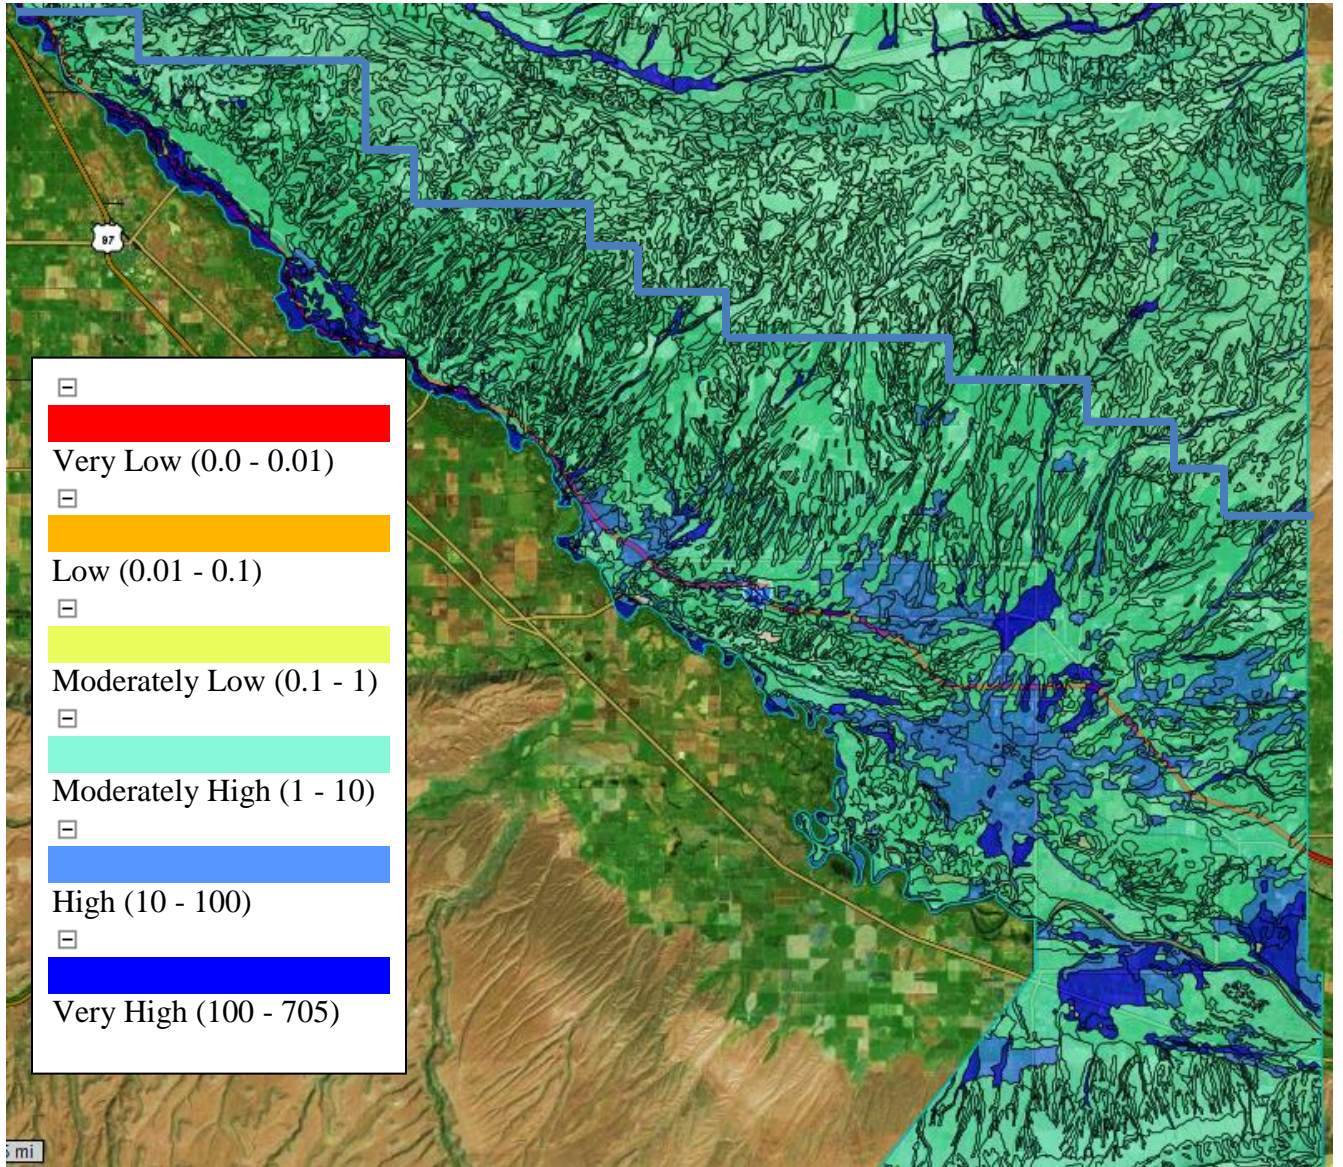 97
Very Low (0.0 - 0.01)
Low (0.01 - 0.1)
Moderately Low (0.1 - 1)
Moderately High (1 - 10)
High (10 - 100)
Very High (100 - 705)
mi